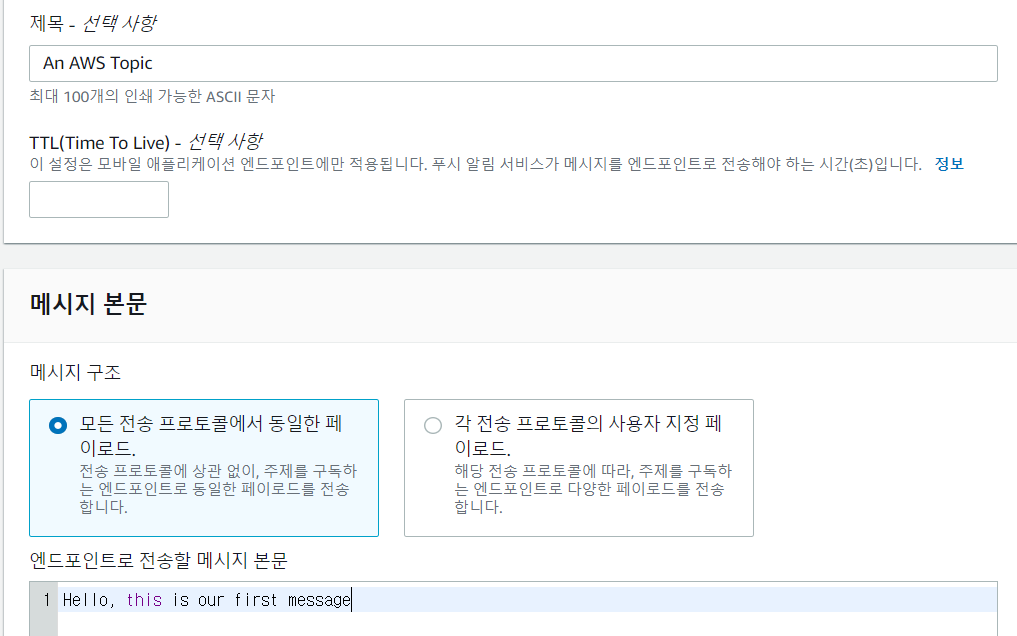 제목 - 선택 사항
An AWS Topic
최대 100개의 인쇄 가능한 ASCII 문자
TTL(Time To Live) - 선택 사항
이 설정은 모바일 애플리케이션 엔드포인트에만 적용됩니다. 푸시 알림 서비스가 메시지를 엔드포인트로 전송해야 하는 시간(초)입니다. 정보
메시지 본문
메시지 구조
모든 전송 프로토콜에서 동일한 페
이로드.
전송 프로토콜에 상관 없이, 주제를 구독하
는 엔드포인트로 동일한 페이로드를 전송
합니다.
각 전송 프로토콜의 사용자 지정 페
이로드.
해당 전송 프로토콜에 따라, 주제를 구독하
는 엔드포인트로 다양한 페이로드를 전송
합니다.
엔드포인트로 전송할 메시지 본문
1 Hello, this is our first message